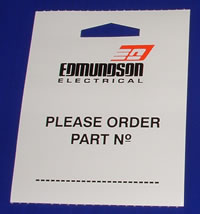 EDMUNDSON
ELECTRICAL
PLEASE ORDER
PART Nº